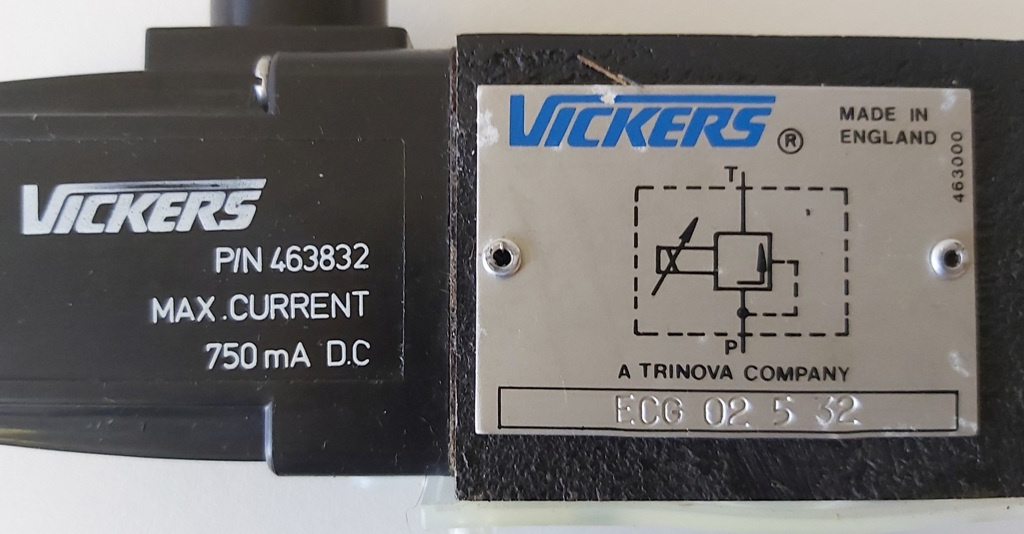 VICKERS
P/N 463832
MAX.CURRENT
750 mA D.C
VICKERS ®
MADE IN
ENGLAND
463000
T
P
A TRINOVA COMPANY
ECG 02 5 32